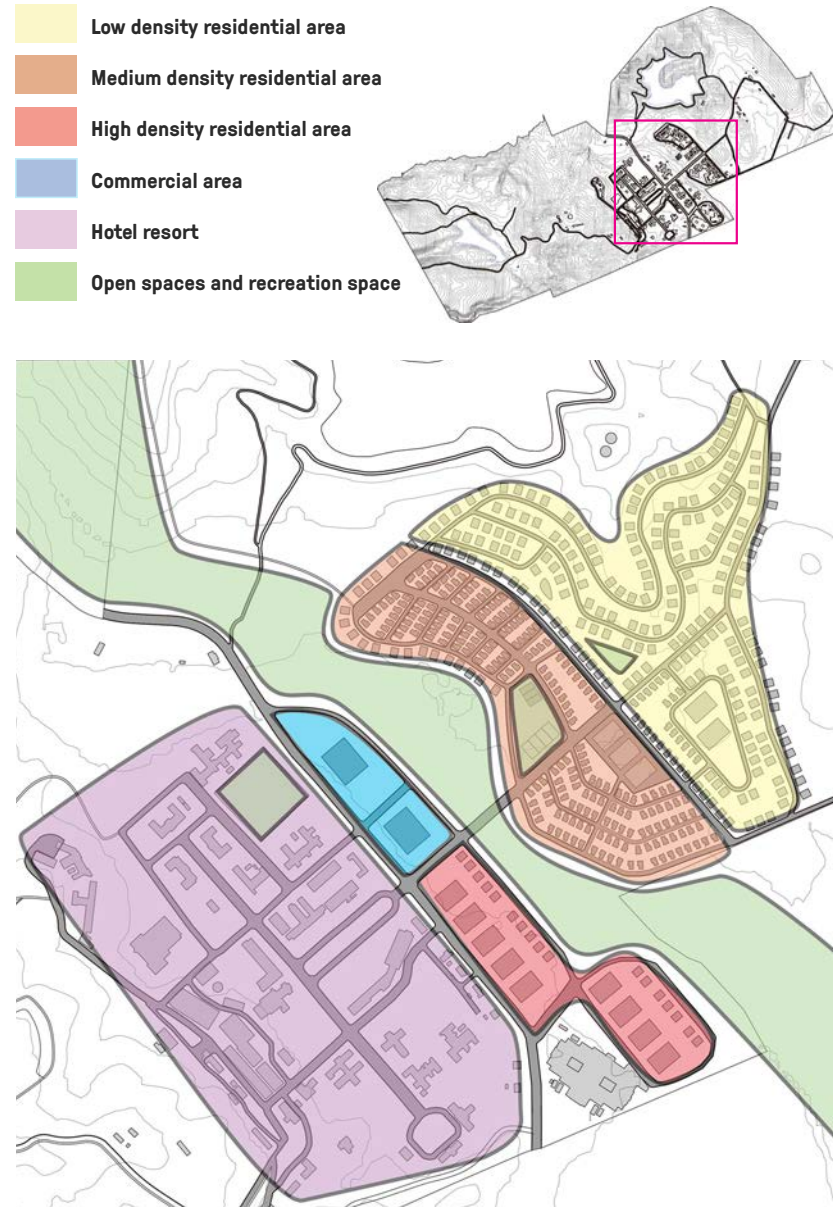 Low density residential area
Medium density residential area
High density residential area
Commercial area
Hotel resort
Open spaces and recreation space